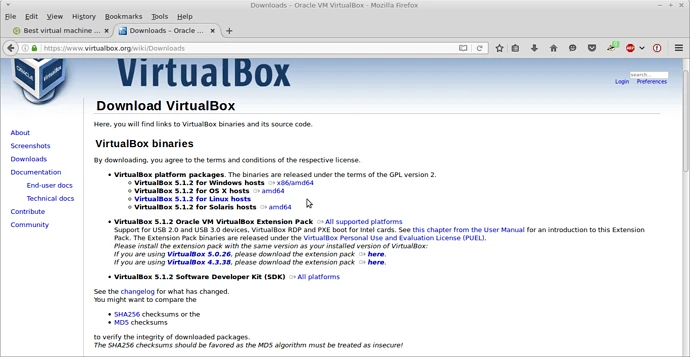 Downloads – Oracle VM VirtualBox - Mozilla Firefox
File Edit View History Bookmarks Tools Help
Best virtual machine ... Downloads – Oracle ...
https://www.virtualbox.org/wiki/Downloads Search
ORACLE VirtualBox
search...
Login Preferences
Download VirtualBox
Here, you will find links to VirtualBox binaries and its source code.
About
Screenshots
Downloads
Documentation
End-user docs
Technical docs
Contribute
Community
VirtualBox binaries
By downloading, you agree to the terms and conditions of the respective license.
• VirtualBox platform packages. The binaries are released under the terms of the GPL version 2.
VirtualBox 5.1.2 for Windows hosts x86/amd64
VirtualBox 5.1.2 for OS X hosts amd64
VirtualBox 5.1.2 for Linux hosts
VirtualBox 5.1.2 for Solaris hosts amd64
• VirtualBox 5.1.2 Oracle VM VirtualBox Extension Pack All supported platforms
Support for USB 2.0 and USB 3.0 devices, VirtualBox RDP and PXE boot for Intel cards. See this chapter from the User Manual for an introduction to this Extension
Pack. The Extension Pack binaries are released under the VirtualBox Personal Use and Evaluation License (PUEL).
Please install the extension pack with the same version as your installed version of VirtualBox:
If you are using VirtualBox 5.0.26, please download the extension pack here.
If you are using VirtualBox 4.3.38, please download the extension pack here.
• VirtualBox 5.1.2 Software Developer Kit (SDK) All platforms
See the changelog for what has changed.
You might want to compare the
• SHA256 checksums or the
• MD5 checksums
to verify the integrity of downloaded packages.
The SHA256 checksums should be favored as the MD5 algorithm must be treated as insecure!